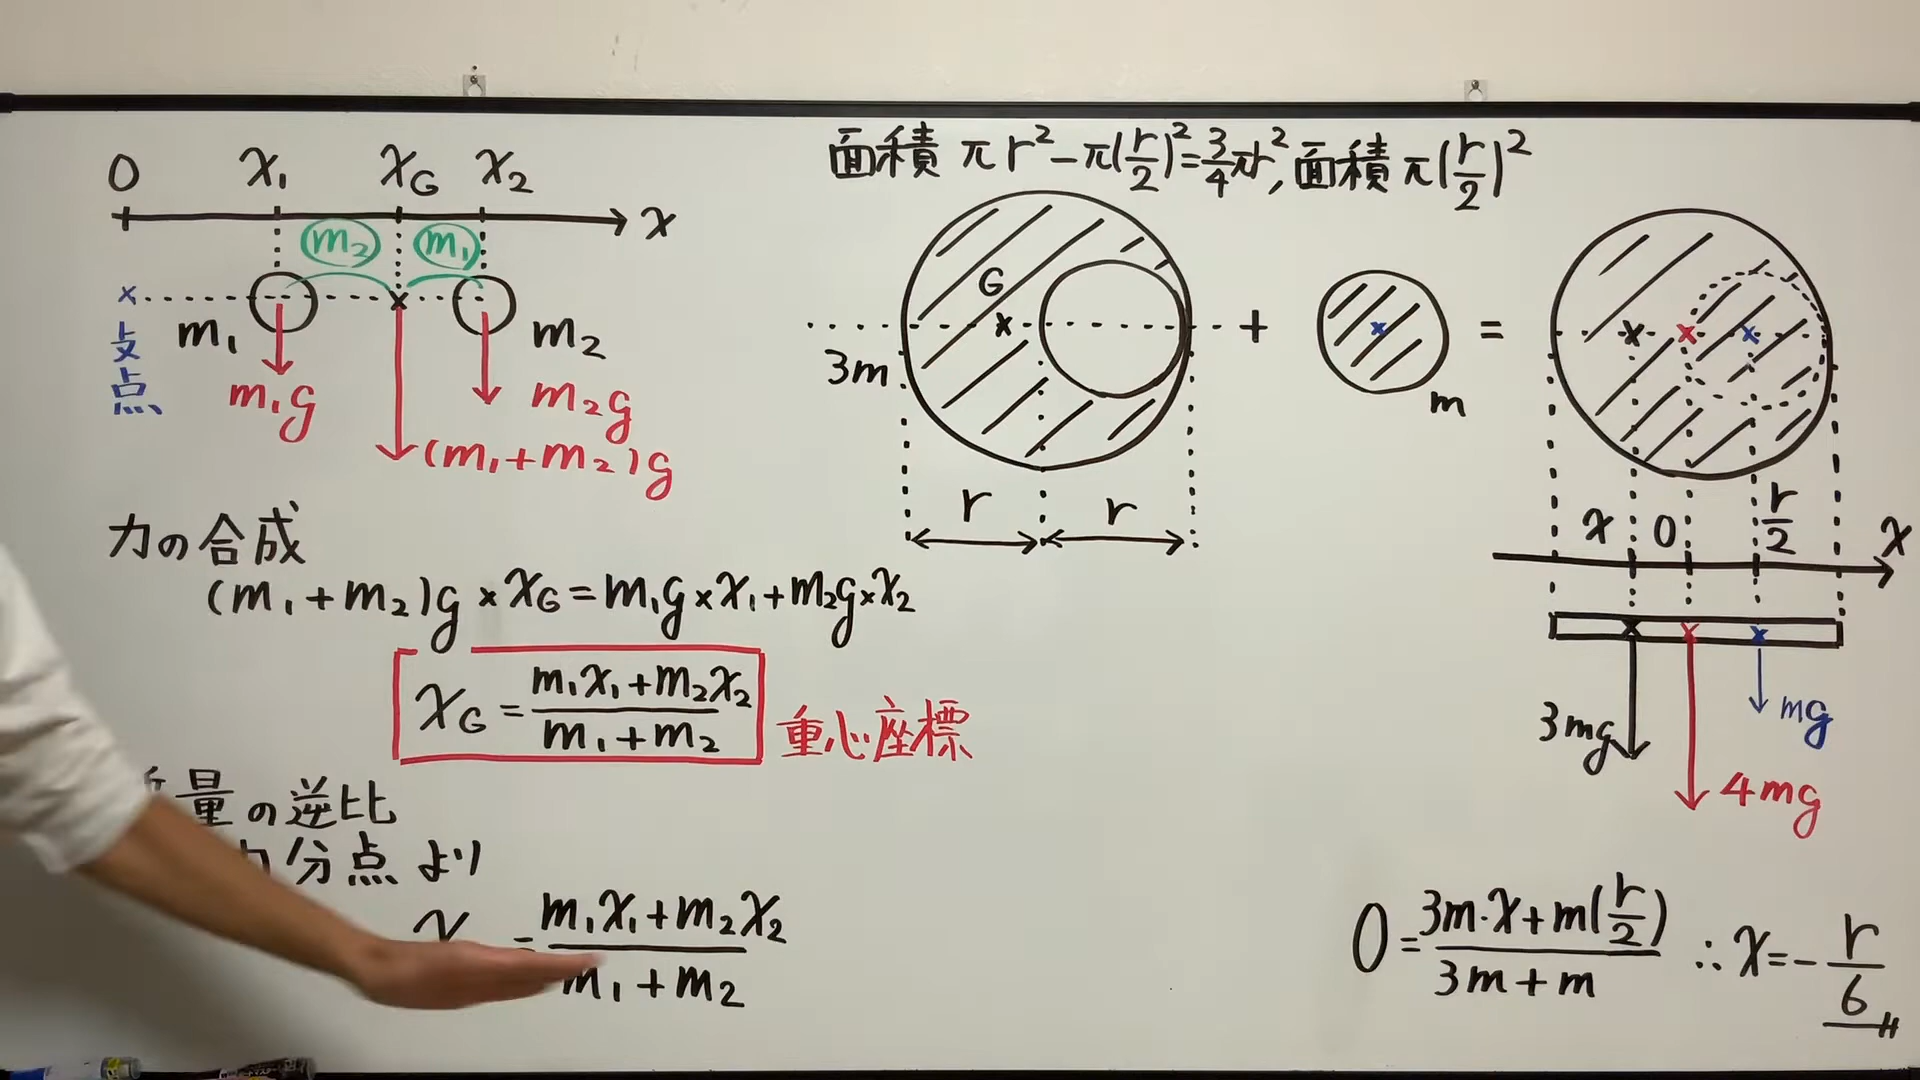 0 x₁ x_G x₂ x
m₂ m₁
支点
m₁ m₂
m₁g m₂g
(m₁+m₂)g
力の合成
(m₁+m₂)g×x_G=m₁g×x₁+m₂g×x₂
x_G=(m₁x₁+m₂x₂)/(m₁+m₂) 重心座標
量の逆比
分点より
=(m₁x₁+m₂x₂)/(m₁+m₂)
面積 πr²-π(r/2)²=3/4πr², 面積 π(r/2)²
G
+ =
3m m
r r
x 0 r/2 x
3mg mg
4mg
0=(3m·x+m(r/2))/(3m+m) ∴x=-r/6